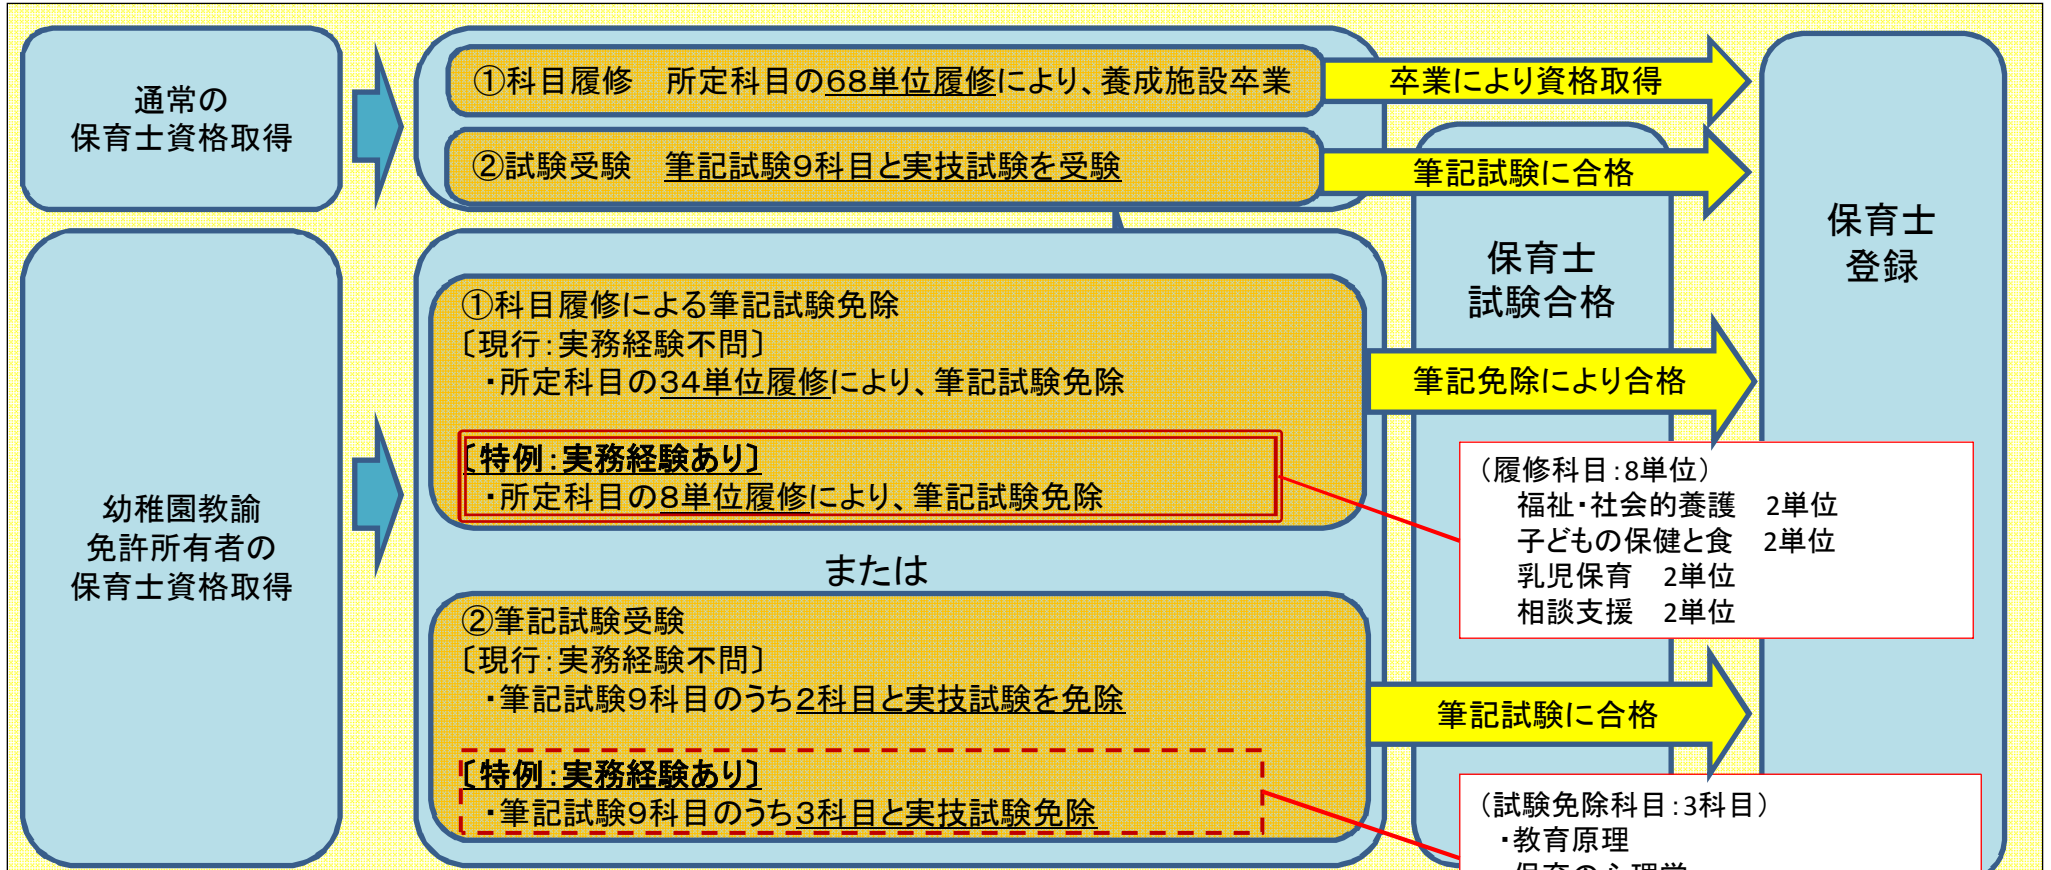 通常の
保育士資格取得
①科目履修　所定科目の68単位履修により、養成施設卒業
卒業により資格取得
②試験受験　筆記試験9科目と実技試験を受験
筆記試験に合格
保育士
試験合格
保育士
登録
幼稚園教諭
免許所有者の
保育士資格取得
①科目履修による筆記試験免除
〔現行：実務経験不問〕
・所定科目の34単位履修により、筆記試験免除
〔特例：実務経験あり〕
・所定科目の8単位履修により、筆記試験免除
筆記免除により合格
（履修科目：8単位）
福祉・社会的養護　2単位
子どもの保健と食　2単位
乳児保育　2単位
相談支援　2単位
または
②筆記試験受験
〔現行：実務経験不問〕
・筆記試験9科目のうち2科目と実技試験を免除
〔特例：実務経験あり〕
・筆記試験9科目のうち3科目と実技試験免除
筆記試験に合格
（試験免除科目：3科目）
・教育原理